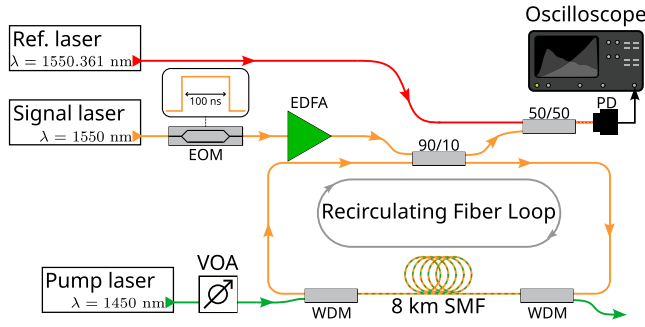 Oscilloscope
Ref. laser
λ = 1550.361 nm
100 ns
EDFA
50/50
PD
Signal laser
λ = 1550 nm
EOM
90/10
Recirculating Fiber Loop
VOA
Pump laser
λ = 1450 nm
WDM
8 km SMF
WDM